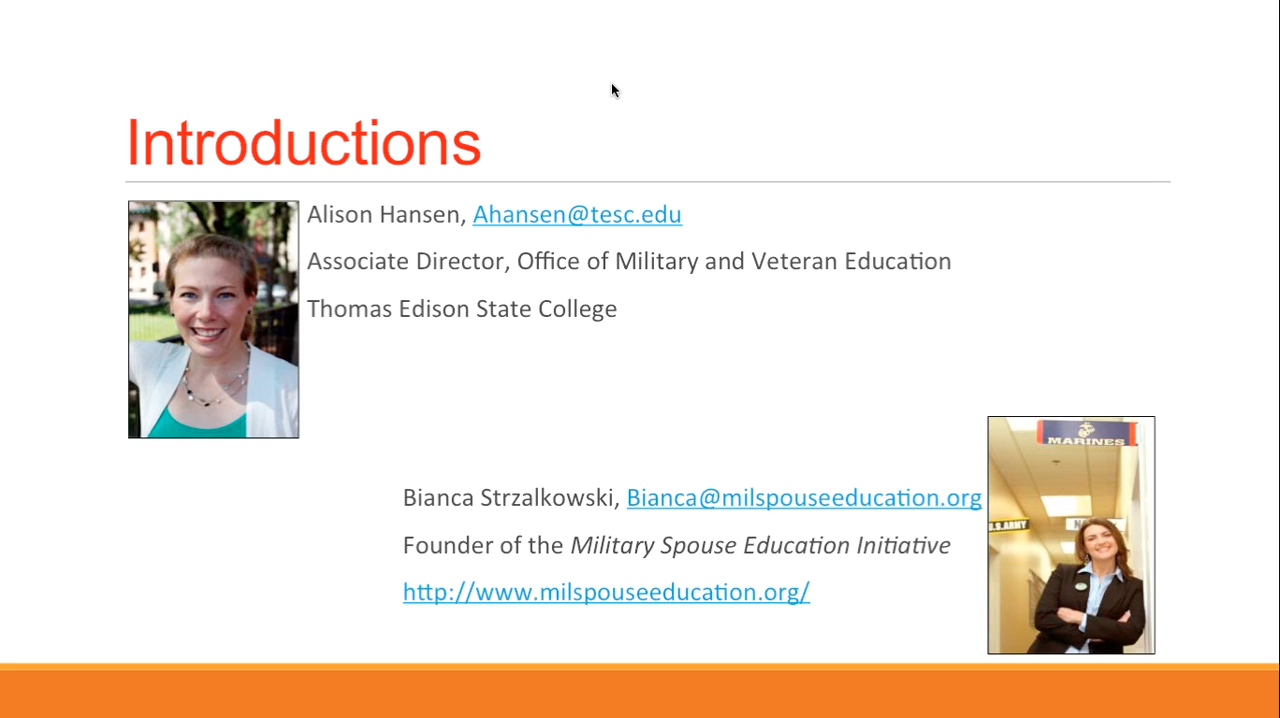 Introductions
Alison Hansen, Ahansen@tesc.edu
Associate Director, Office of Military and Veteran Education
Thomas Edison State College
MARINES
U.S.ARMY
Bianca Strzalkowski, Bianca@milspouseeducation.org
Founder of the Military Spouse Education Initiative
http://www.milspouseeducation.org/